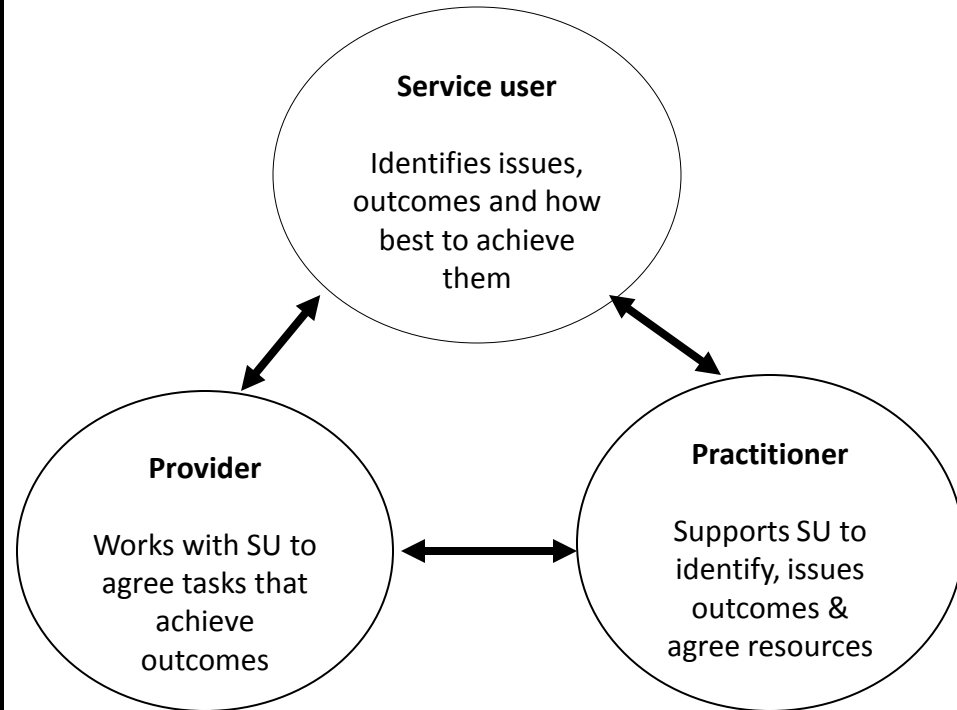 Service user
Identifies issues,
outcomes and how
best to achieve
them
Provider
Works with SU to
agree tasks that
achieve
outcomes
Practitioner
Supports SU to
identify, issues
outcomes &
agree resources